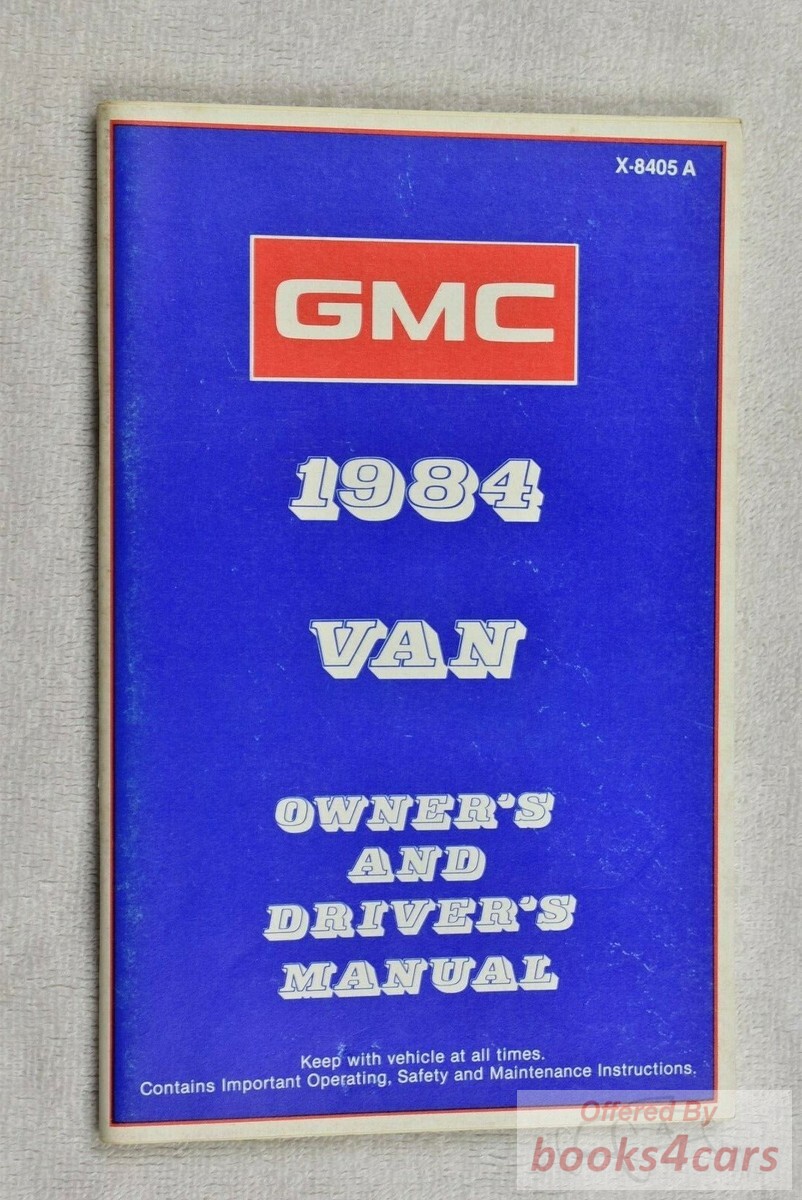 X-8405 A
GMC
1984
VAN
OWNER'S
AND
DRIVER'S
MANUAL
Keep with vehicle at all times.
Contains Important Operating, Safety and Maintenance Instructions.
Offered By
books4cars